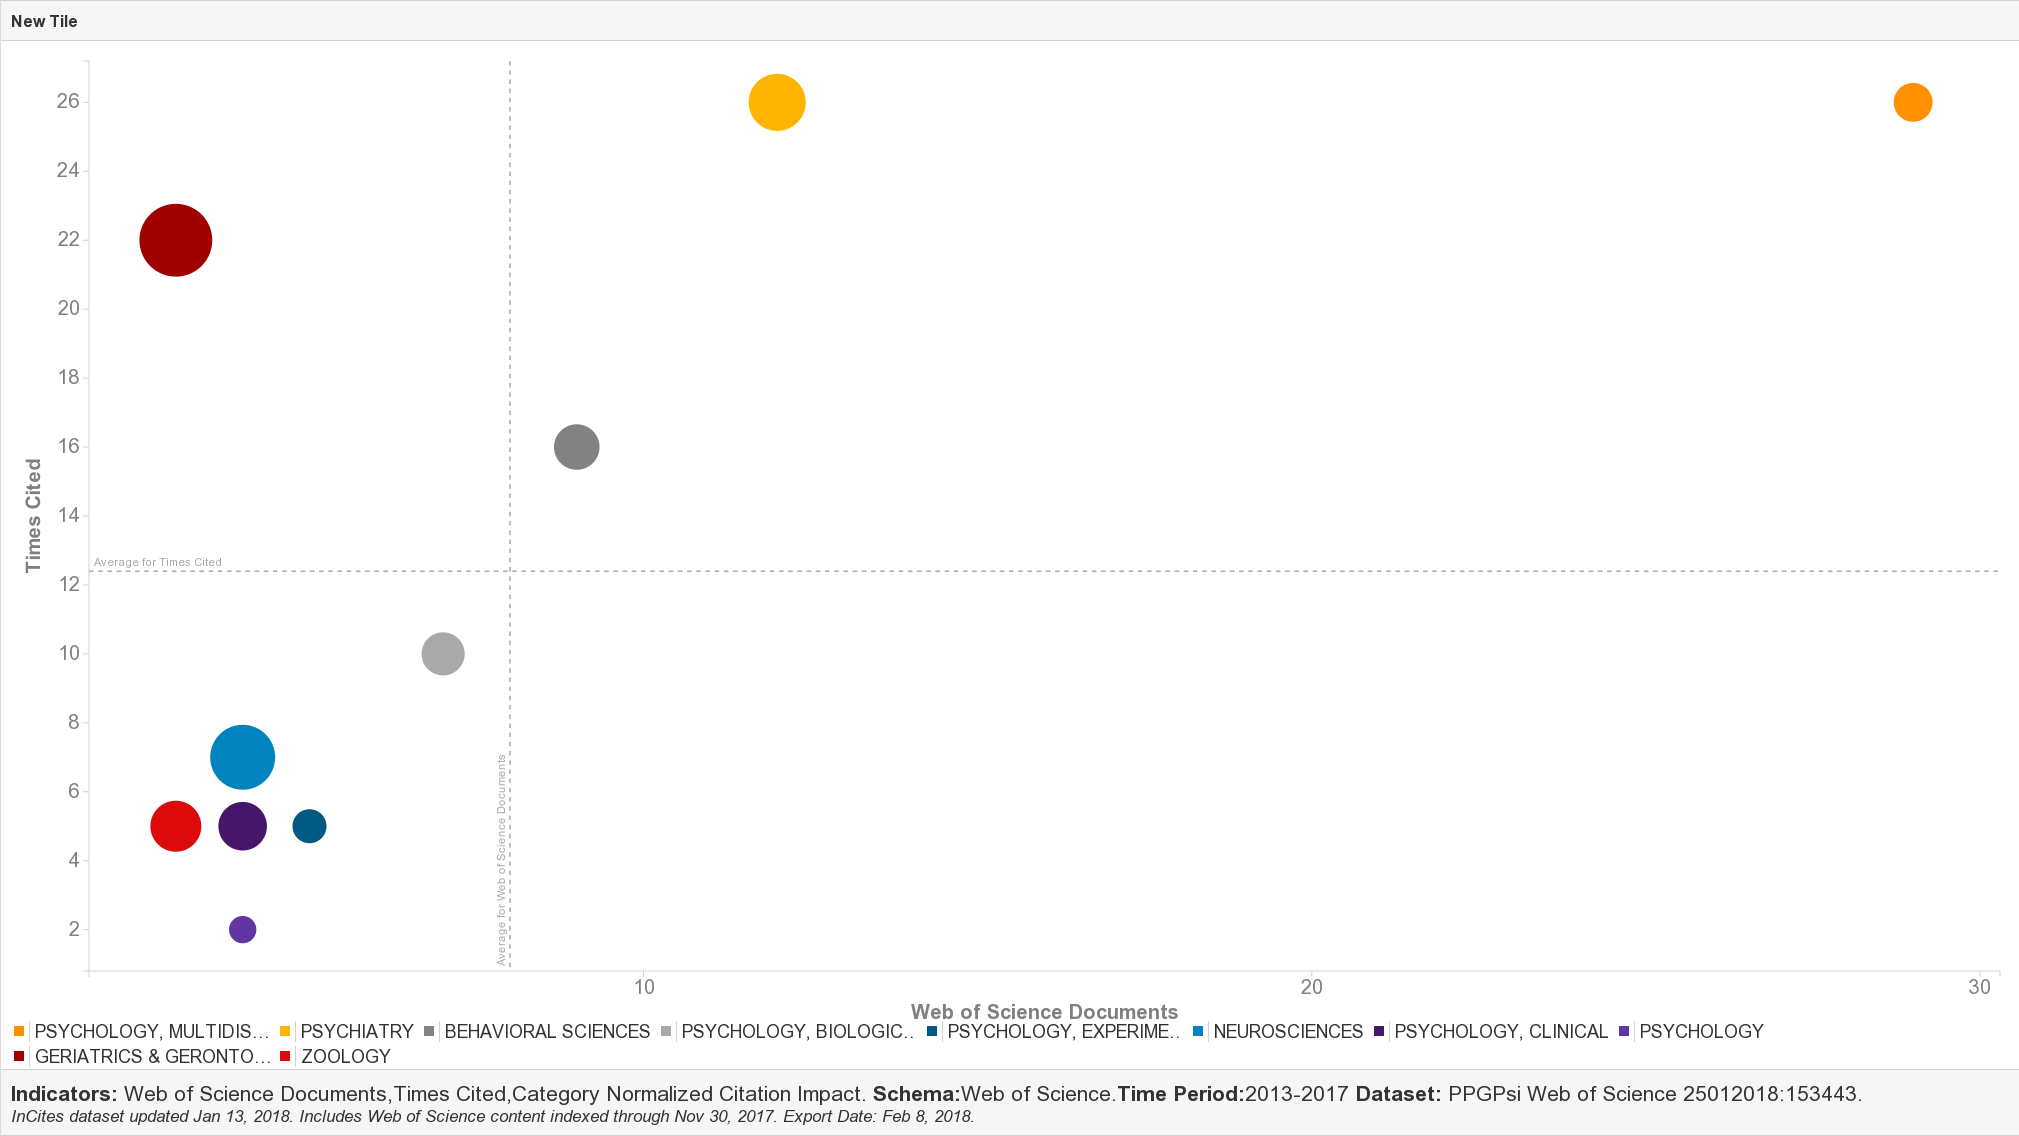 New Tile
26
24
22
20
18
16
14
12
10
8
6
4
2
Times Cited
Average for Times Cited
Average for Web of Science Documents
10
20
30
Web of Science Documents
PSYCHOLOGY, MULTIDIS... PSYCHIATRY BEHAVIORAL SCIENCES PSYCHOLOGY, BIOLOGIC.. PSYCHOLOGY, EXPERIME.. NEUROSCIENCES PSYCHOLOGY, CLINICAL PSYCHOLOGY
GERIATRICS & GERONTO... ZOOLOGY
Indicators: Web of Science Documents,Times Cited,Category Normalized Citation Impact. Schema:Web of Science.Time Period:2013-2017 Dataset: PPGPsi Web of Science 25012018:153443.
InCites dataset updated Jan 13, 2018. Includes Web of Science content indexed through Nov 30, 2017. Export Date: Feb 8, 2018.